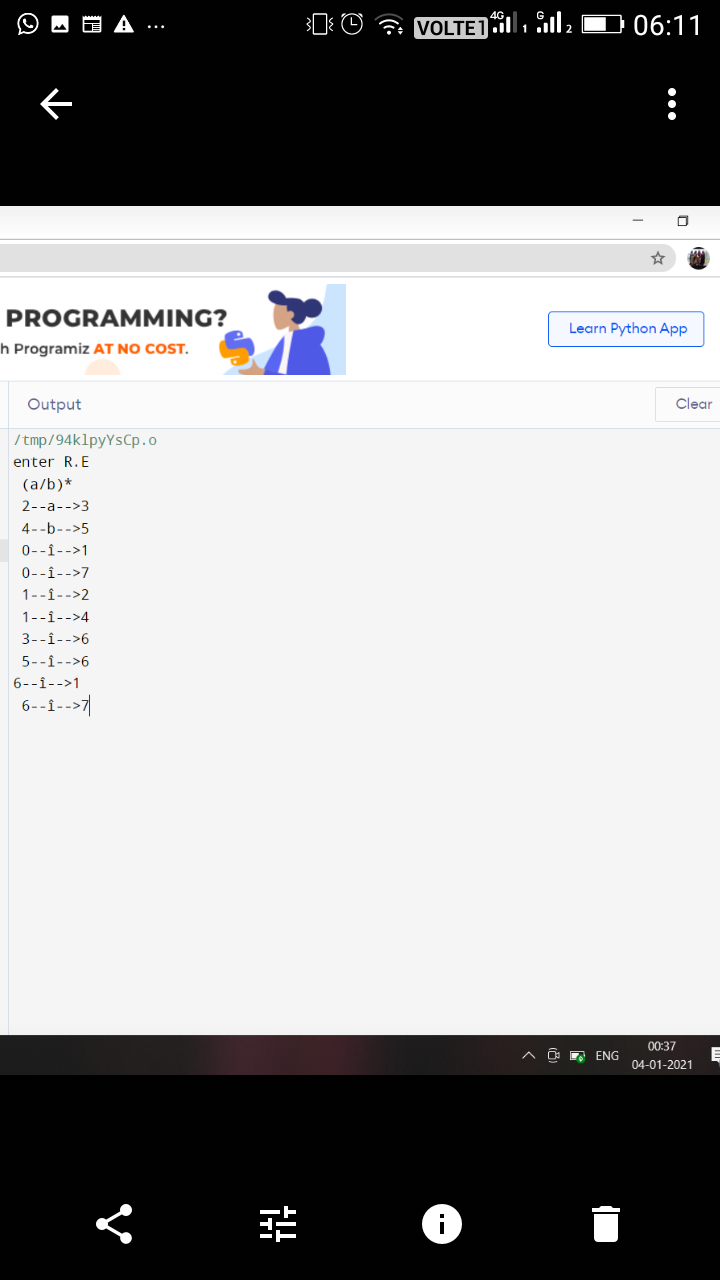 VOLTE1 4G 1 G 2 06:11
PROGRAMMING?
h Programiz AT NO COST.
Learn Python App
Output
Clear
/tmp/94klpyYsCp.o
enter R.E
(a/b)*
2--a-->3
4--b-->5
0--î-->1
0--î-->7
1--î-->2
1--î-->4
3--î-->6
5--î-->6
6--î-->1
6--î-->7
ENG
00:37
04-01-2021